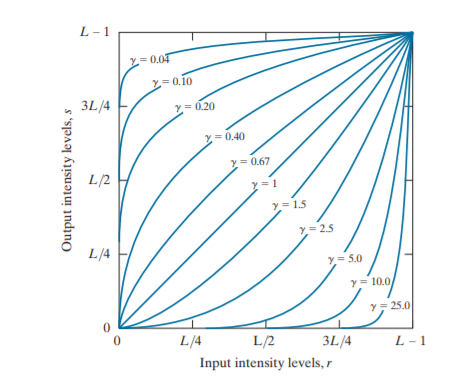 L − 1
γ = 0.04
γ = 0.10
3L/4
γ = 0.20
γ = 0.40
γ = 0.67
L/2
γ = 1
γ = 1.5
γ = 2.5
L/4
γ = 5.0
γ = 10.0
γ = 25.0
0
0 L/4 L/2 3L/4 L − 1
Output intensity levels, s
Input intensity levels, r